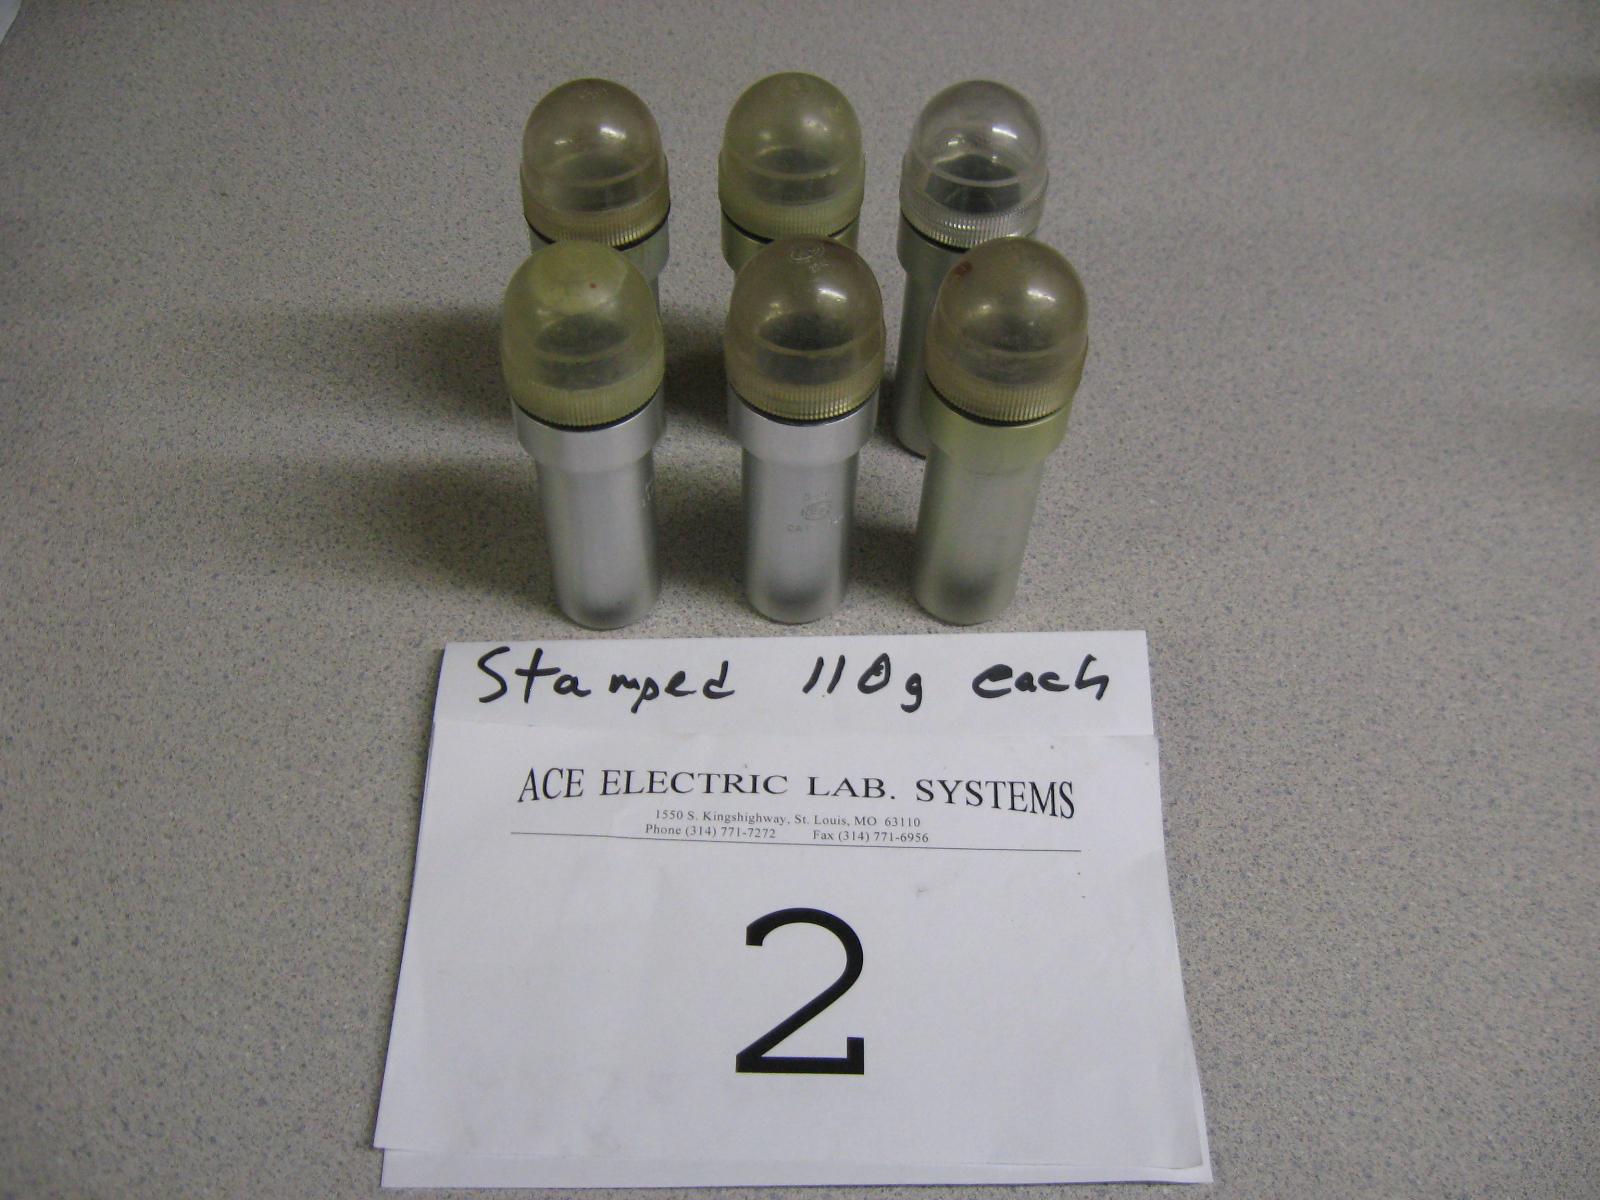 Stamped 110g each
ACE ELECTRIC LAB. SYSTEMS
1550 S. Kingshighway, St. Louis, MO 63110
Phone (314) 771-7272 Fax (314) 771-6956
2